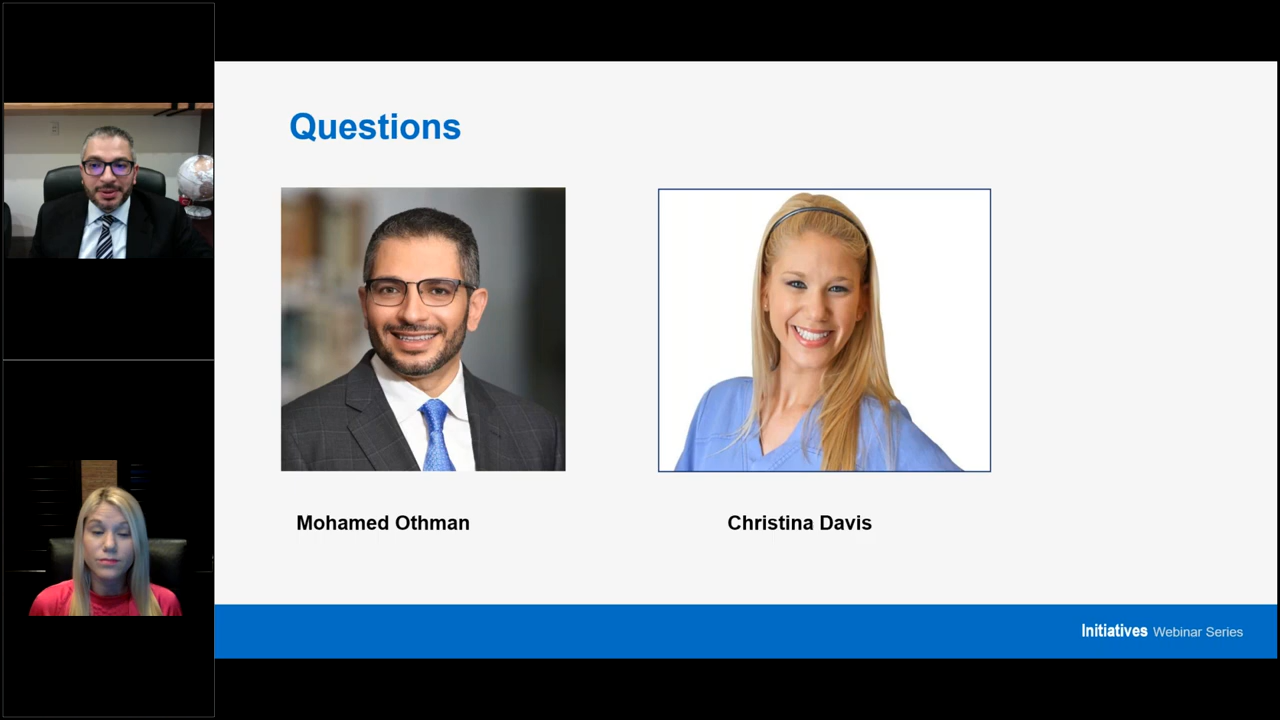 Questions
Mohamed Othman
Christina Davis
Initiatives Webinar Series